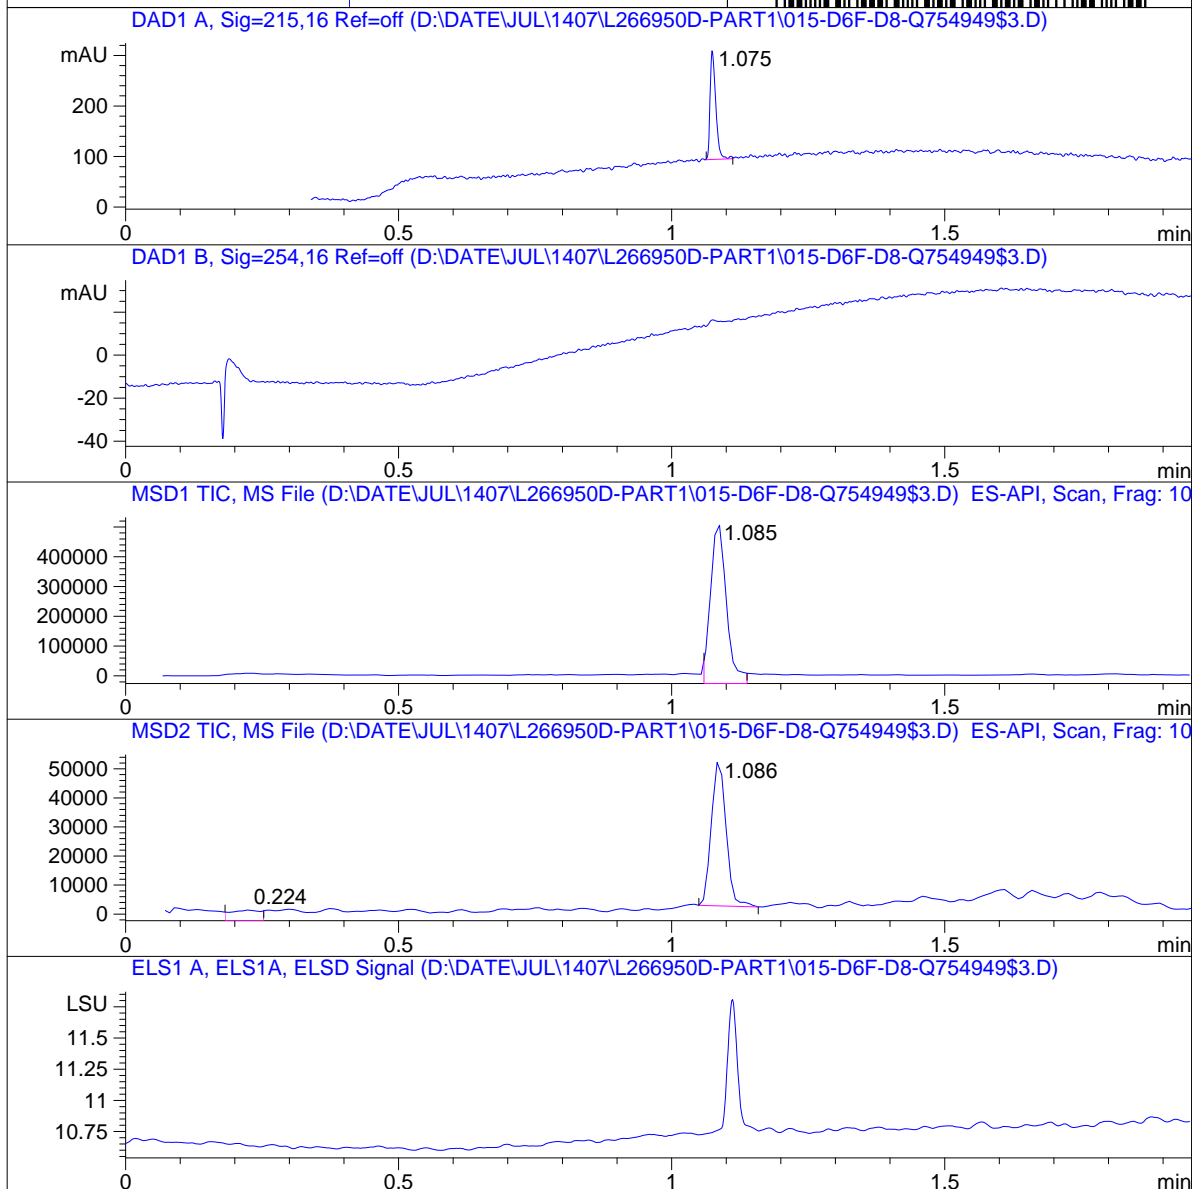 DAD1 A, Sig=215,16 Ref=off (D:\DATE\JUL\1407\L266950D-PART1\015-D6F-D8-Q754949$3.D)
mAU
1.075
200
100
0
0 0.5 1 1.5 min
DAD1 B, Sig=254,16 Ref=off (D:\DATE\JUL\1407\L266950D-PART1\015-D6F-D8-Q754949$3.D)
mAU
0
-20
-40
0 0.5 1 1.5 min
MSD1 TIC, MS File (D:\DATE\JUL\1407\L266950D-PART1\015-D6F-D8-Q754949$3.D) ES-API, Scan, Frag: 10
1.085
400000
300000
200000
100000
0
0 0.5 1 1.5 min
MSD2 TIC, MS File (D:\DATE\JUL\1407\L266950D-PART1\015-D6F-D8-Q754949$3.D) ES-API, Scan, Frag: 10
50000
1.086
40000
30000
20000
10000
0.224
0
0 0.5 1 1.5 min
ELS1 A, ELS1A, ELSD Signal (D:\DATE\JUL\1407\L266950D-PART1\015-D6F-D8-Q754949$3.D)
LSU
11.5
11.25
11
10.75
0 0.5 1 1.5 min